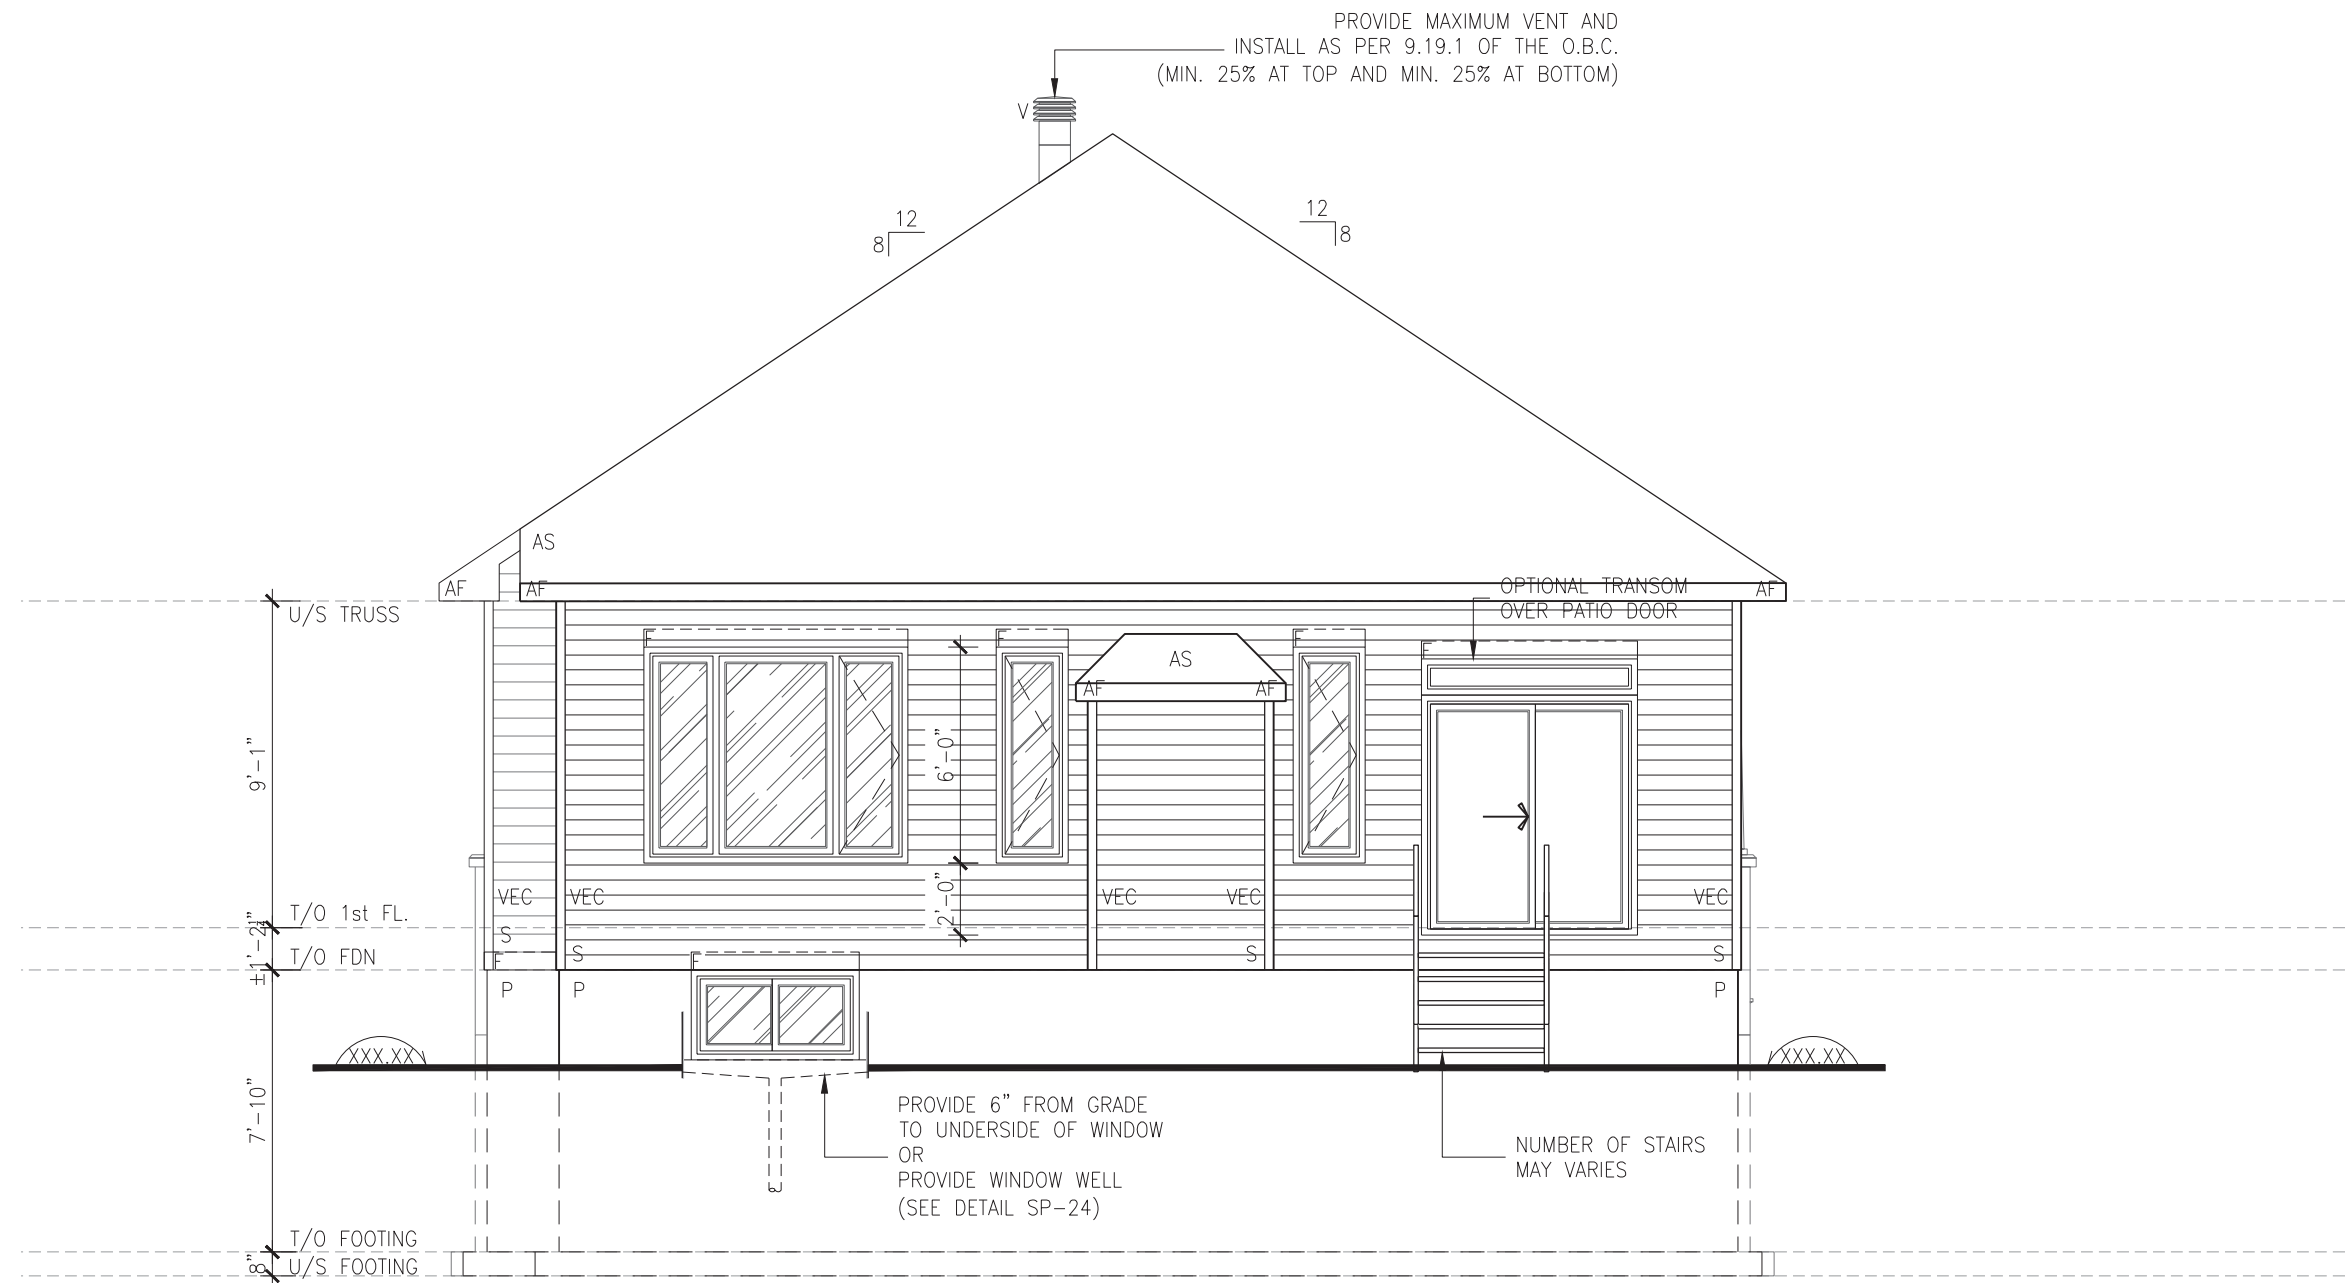 PROVIDE MAXIMUM VENT AND
INSTALL AS PER 9.19.1 OF THE O.B.C.
(MIN. 25% AT TOP AND MIN. 25% AT BOTTOM)
V
12
8
12
8
AS
AF
AF
AF
OPTIONAL TRANSOM
OVER PATIO DOOR
U/S TRUSS
F
F
F
F
AS
AF
AF
9'-1"
6'-0"
2'-0"
VEC
VEC
VEC
VEC
VEC
T/O 1st FL.
±1'-2"
S
S
S
S
T/O FDN
F
F
P
P
P
XXX.XX
XXX.XX
7'-10"
PROVIDE 6" FROM GRADE
TO UNDERSIDE OF WINDOW
OR
PROVIDE WINDOW WELL
(SEE DETAIL SP-24)
NUMBER OF STAIRS
MAY VARIES
T/O FOOTING
8"
U/S FOOTING